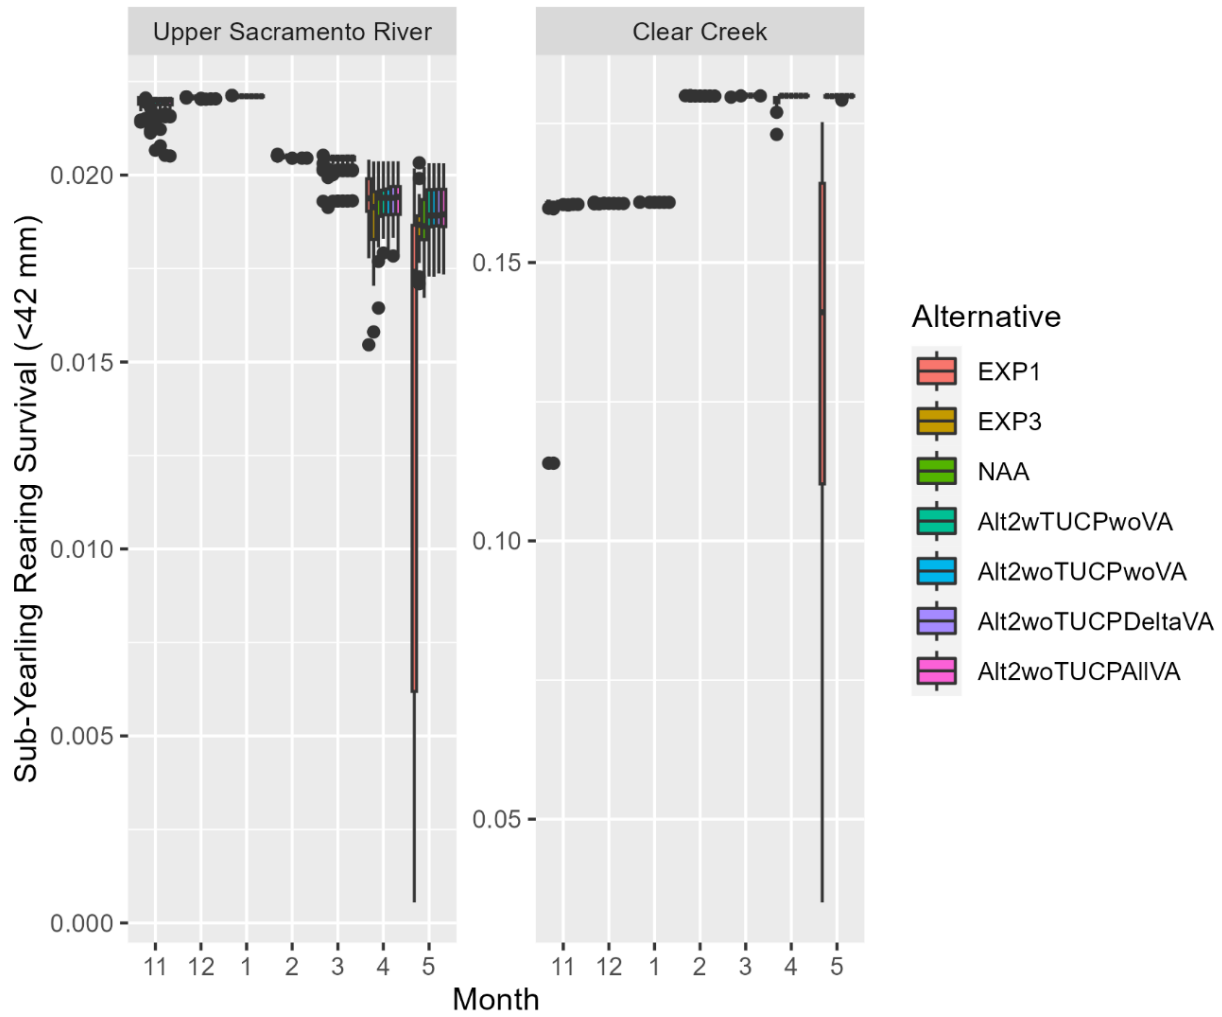 Upper Sacramento River
Clear Creek
Sub-Yearling Rearing Survival (<42 mm)
0.020
0.015
0.010
0.005
0.000
0.15
0.10
0.05
11 12 1 2 3 4 5
11 12 1 2 3 4 5
Month
Alternative
EXP1
EXP3
NAA
Alt2wTUCPwoVA
Alt2woTUCPwoVA
Alt2woTUCPDeltaVA
Alt2woTUCPAllVA